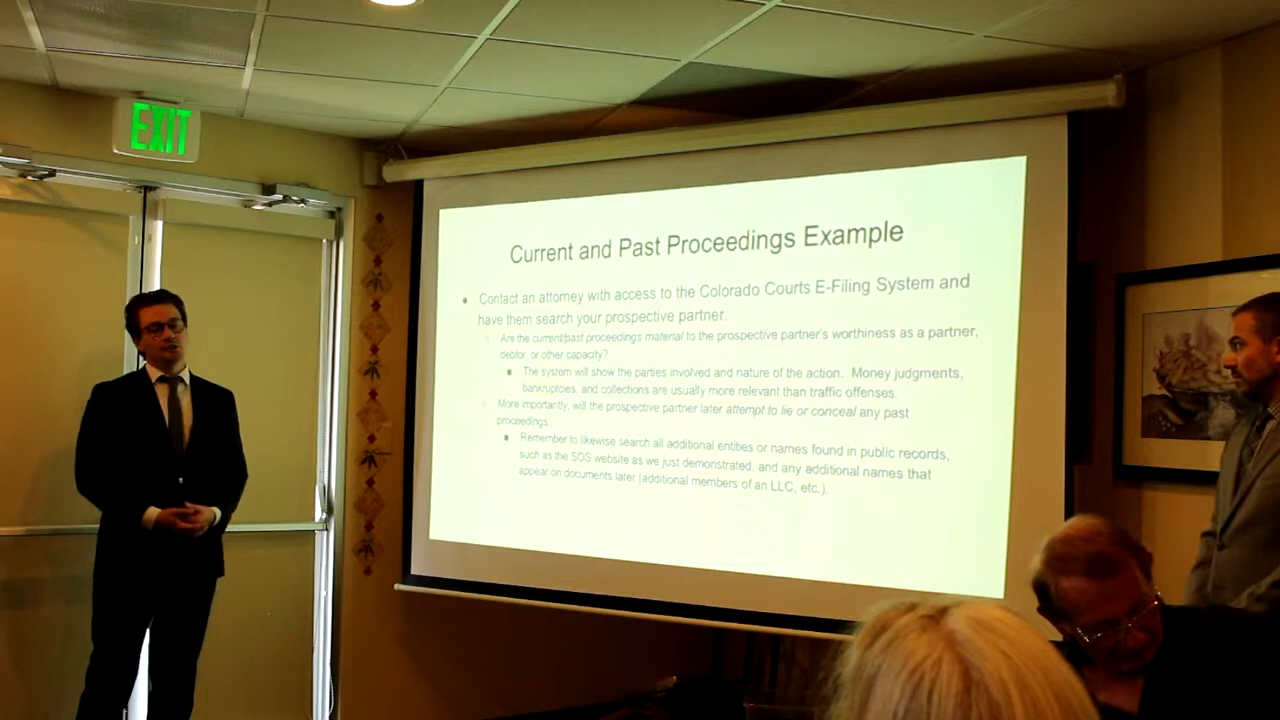 EXIT
Current and Past Proceedings Example
• Contact an attorney with access to the Colorado Courts E-Filing System and
have them search your prospective partner.
○ Are the current/past proceedings material to the prospective partner's worthiness as a partner,
debtor, or other capacity?
■ The system will show the parties involved and nature of the action. Money judgments,
bankruptcies, and collections are usually more relevant than traffic offenses.
○ More importantly, will the prospective partner later attempt to lie or conceal any past
proceedings.
■ Remember to likewise search all additional entities or names found in public records,
such as the SOS website as we just demonstrated, and any additional names that
appear on documents later (additional members of an LLC, etc.).